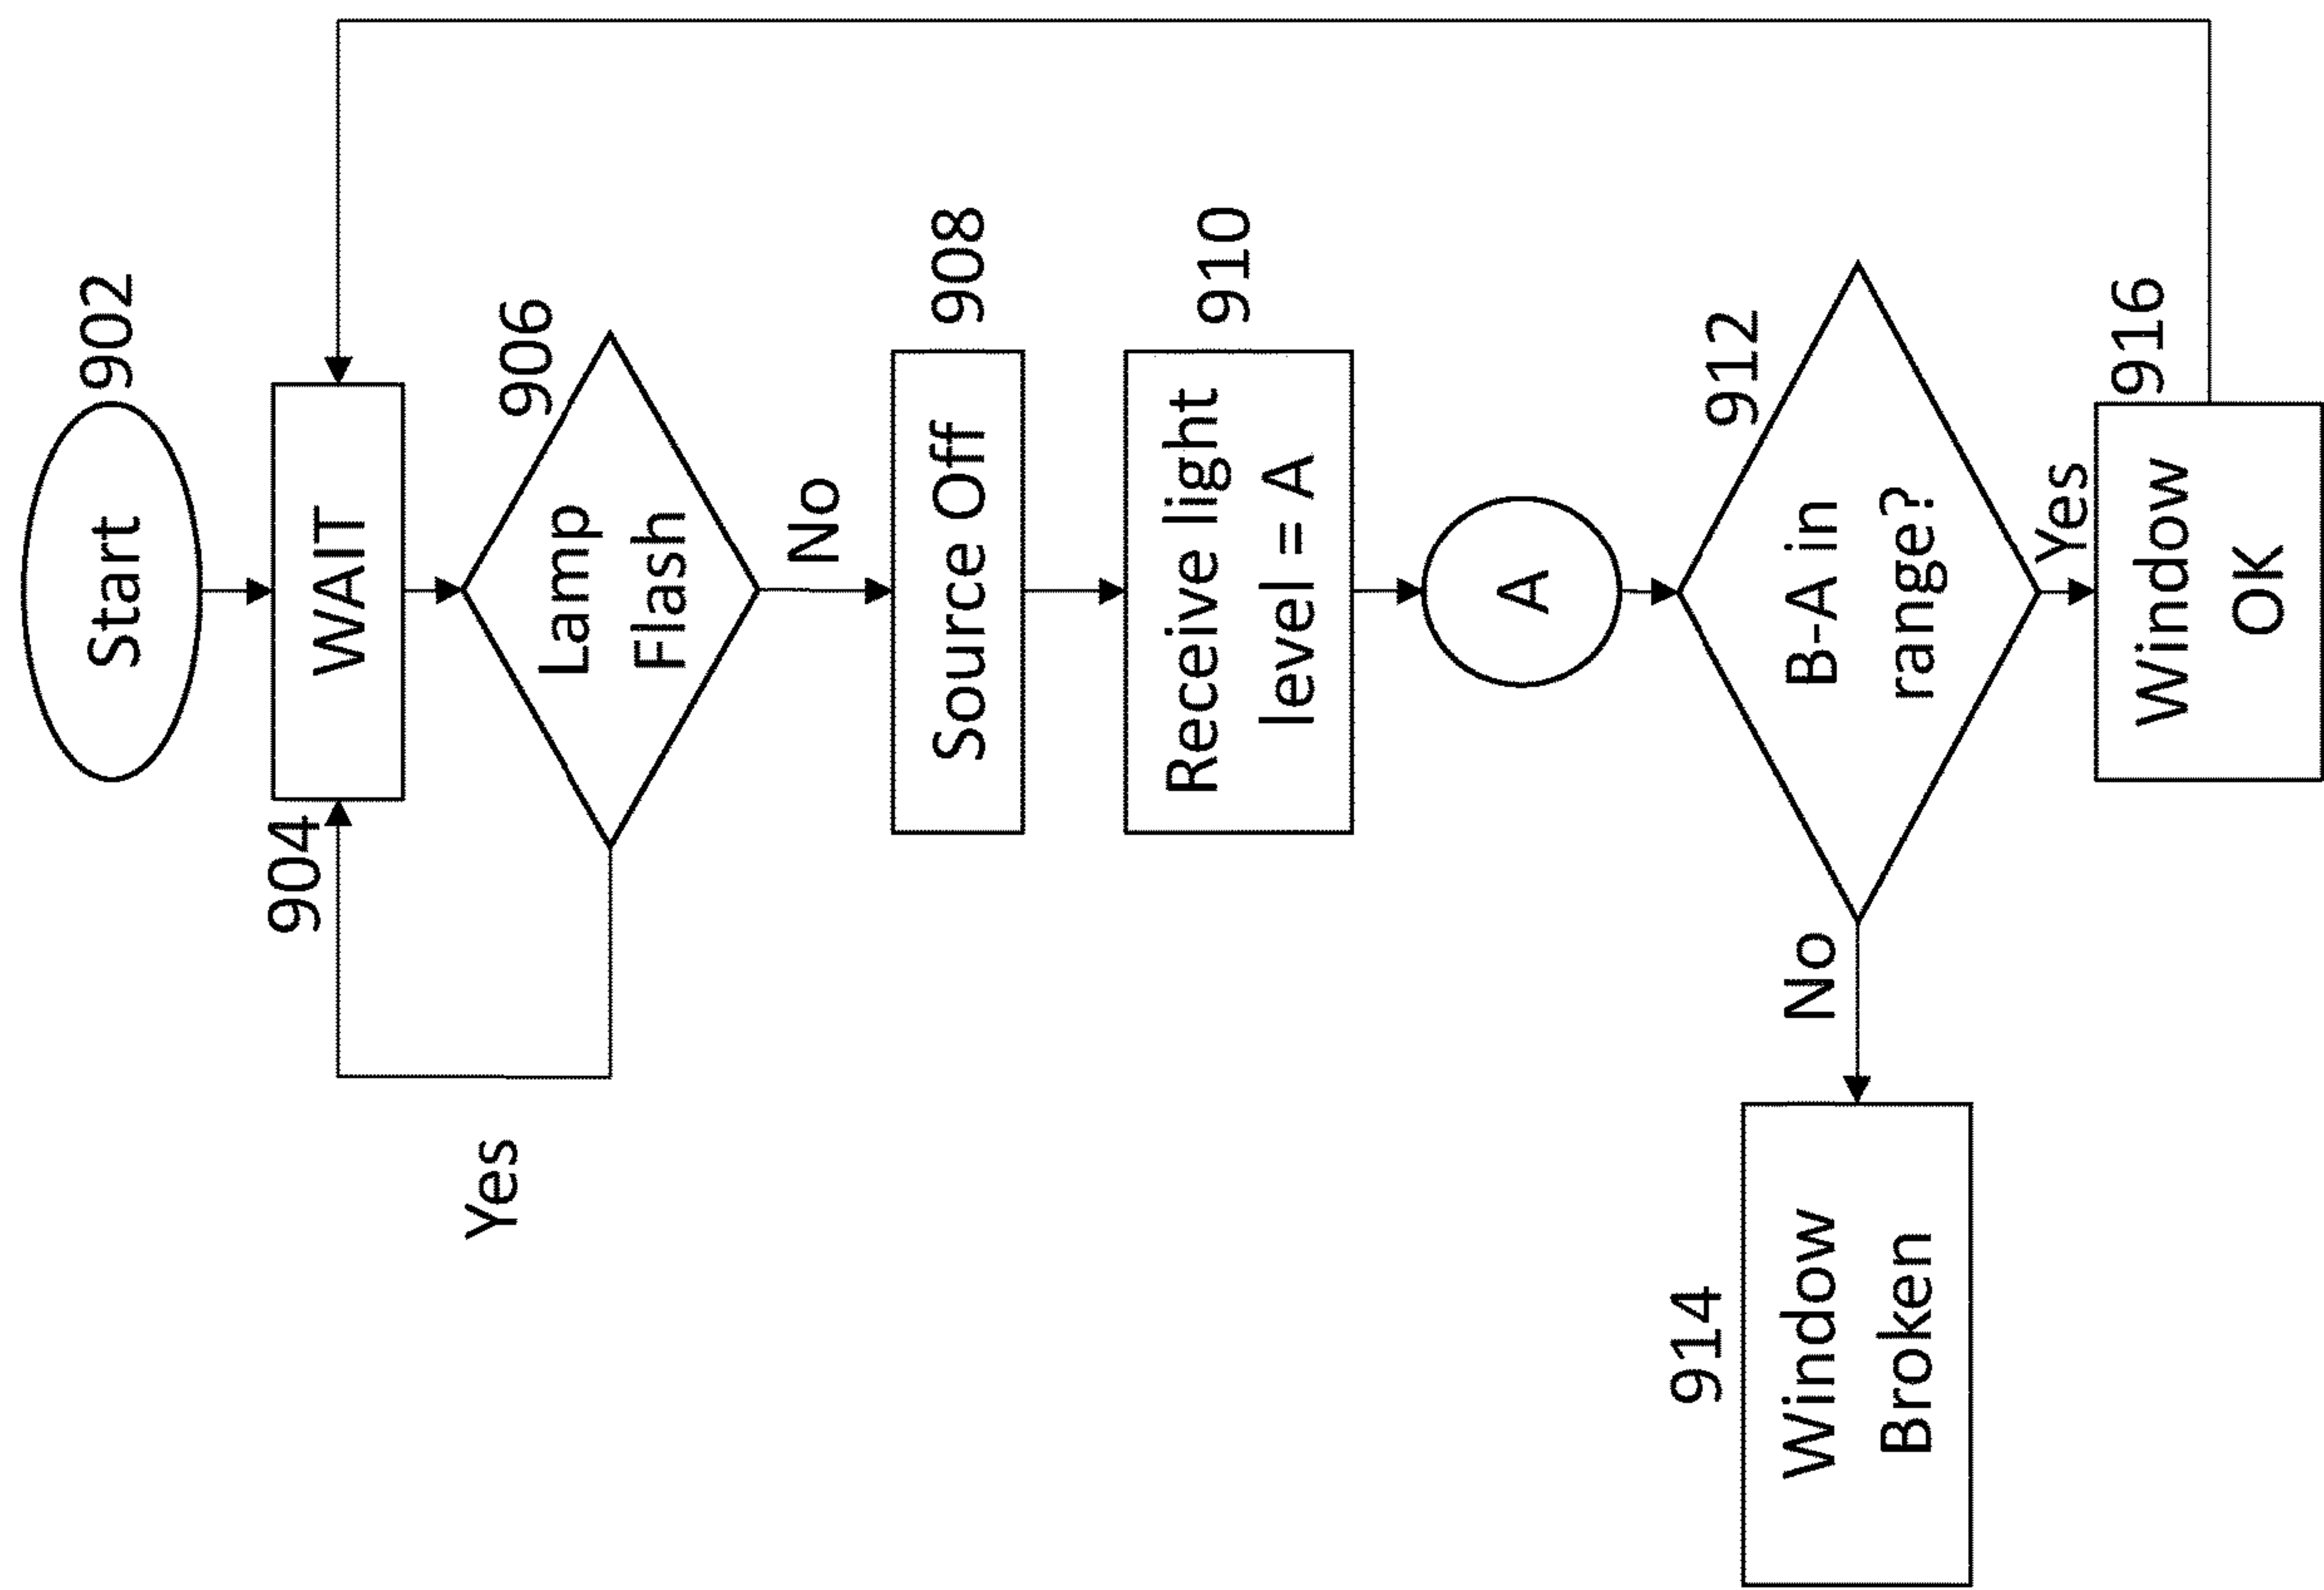 Start
902
WAIT
904
Lamp
Flash
906
Yes
No
Source Off
908
Receive light
level = A
910
A
B-A in
range?
912
No
Yes
Window
Broken
914
Window
OK
916